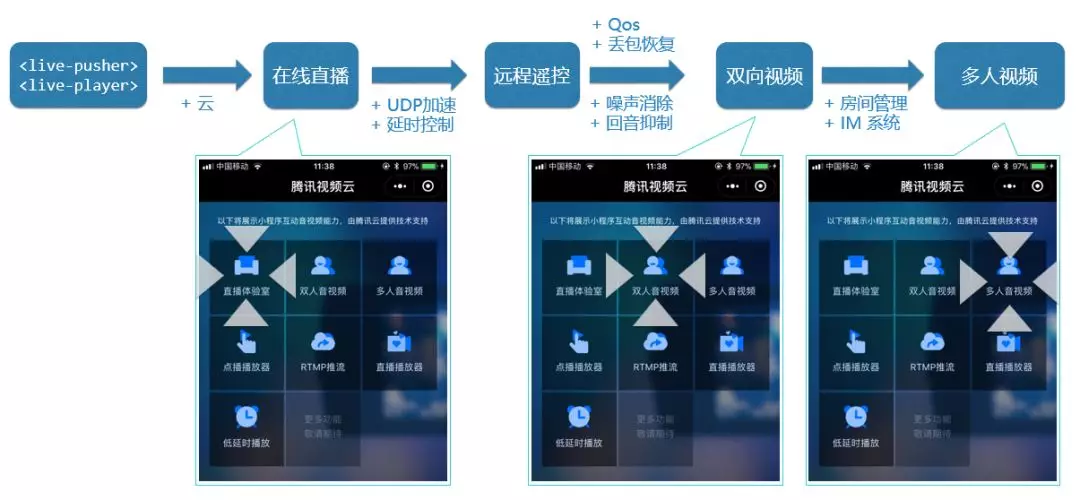 <live-pusher>
<live-player>
+ 云
在线直播
+ UDP加速
+ 延时控制
远程遥控
+ Qos
+ 丢包恢复
+ 噪声消除
+ 回音抑制
双向视频
+ 房间管理
+ IM 系统
多人视频
中国移动
11:38
97%
腾讯视频云
以下将展示小程序互动音视频能力，由腾讯云提供技术支持
直播体验室
双人音视频
多人音视频
点播播放器
RTMP推流
直播播放器
低延时播放
更多功能
敬请期待
中国移动
11:38
97%
腾讯视频云
以下将展示小程序互动音视频能力，由腾讯云提供技术支持
直播体验室
双人音视频
多人音视频
点播播放器
RTMP推流
直播播放器
低延时播放
更多功能
敬请期待
中国移动
11:38
97%
腾讯视频云
以下将展示小程序互动音视频能力，由腾讯云提供技术支持
直播体验室
双人音视频
多人音视频
点播播放器
RTMP推流
直播播放器
低延时播放
更多功能
敬请期待